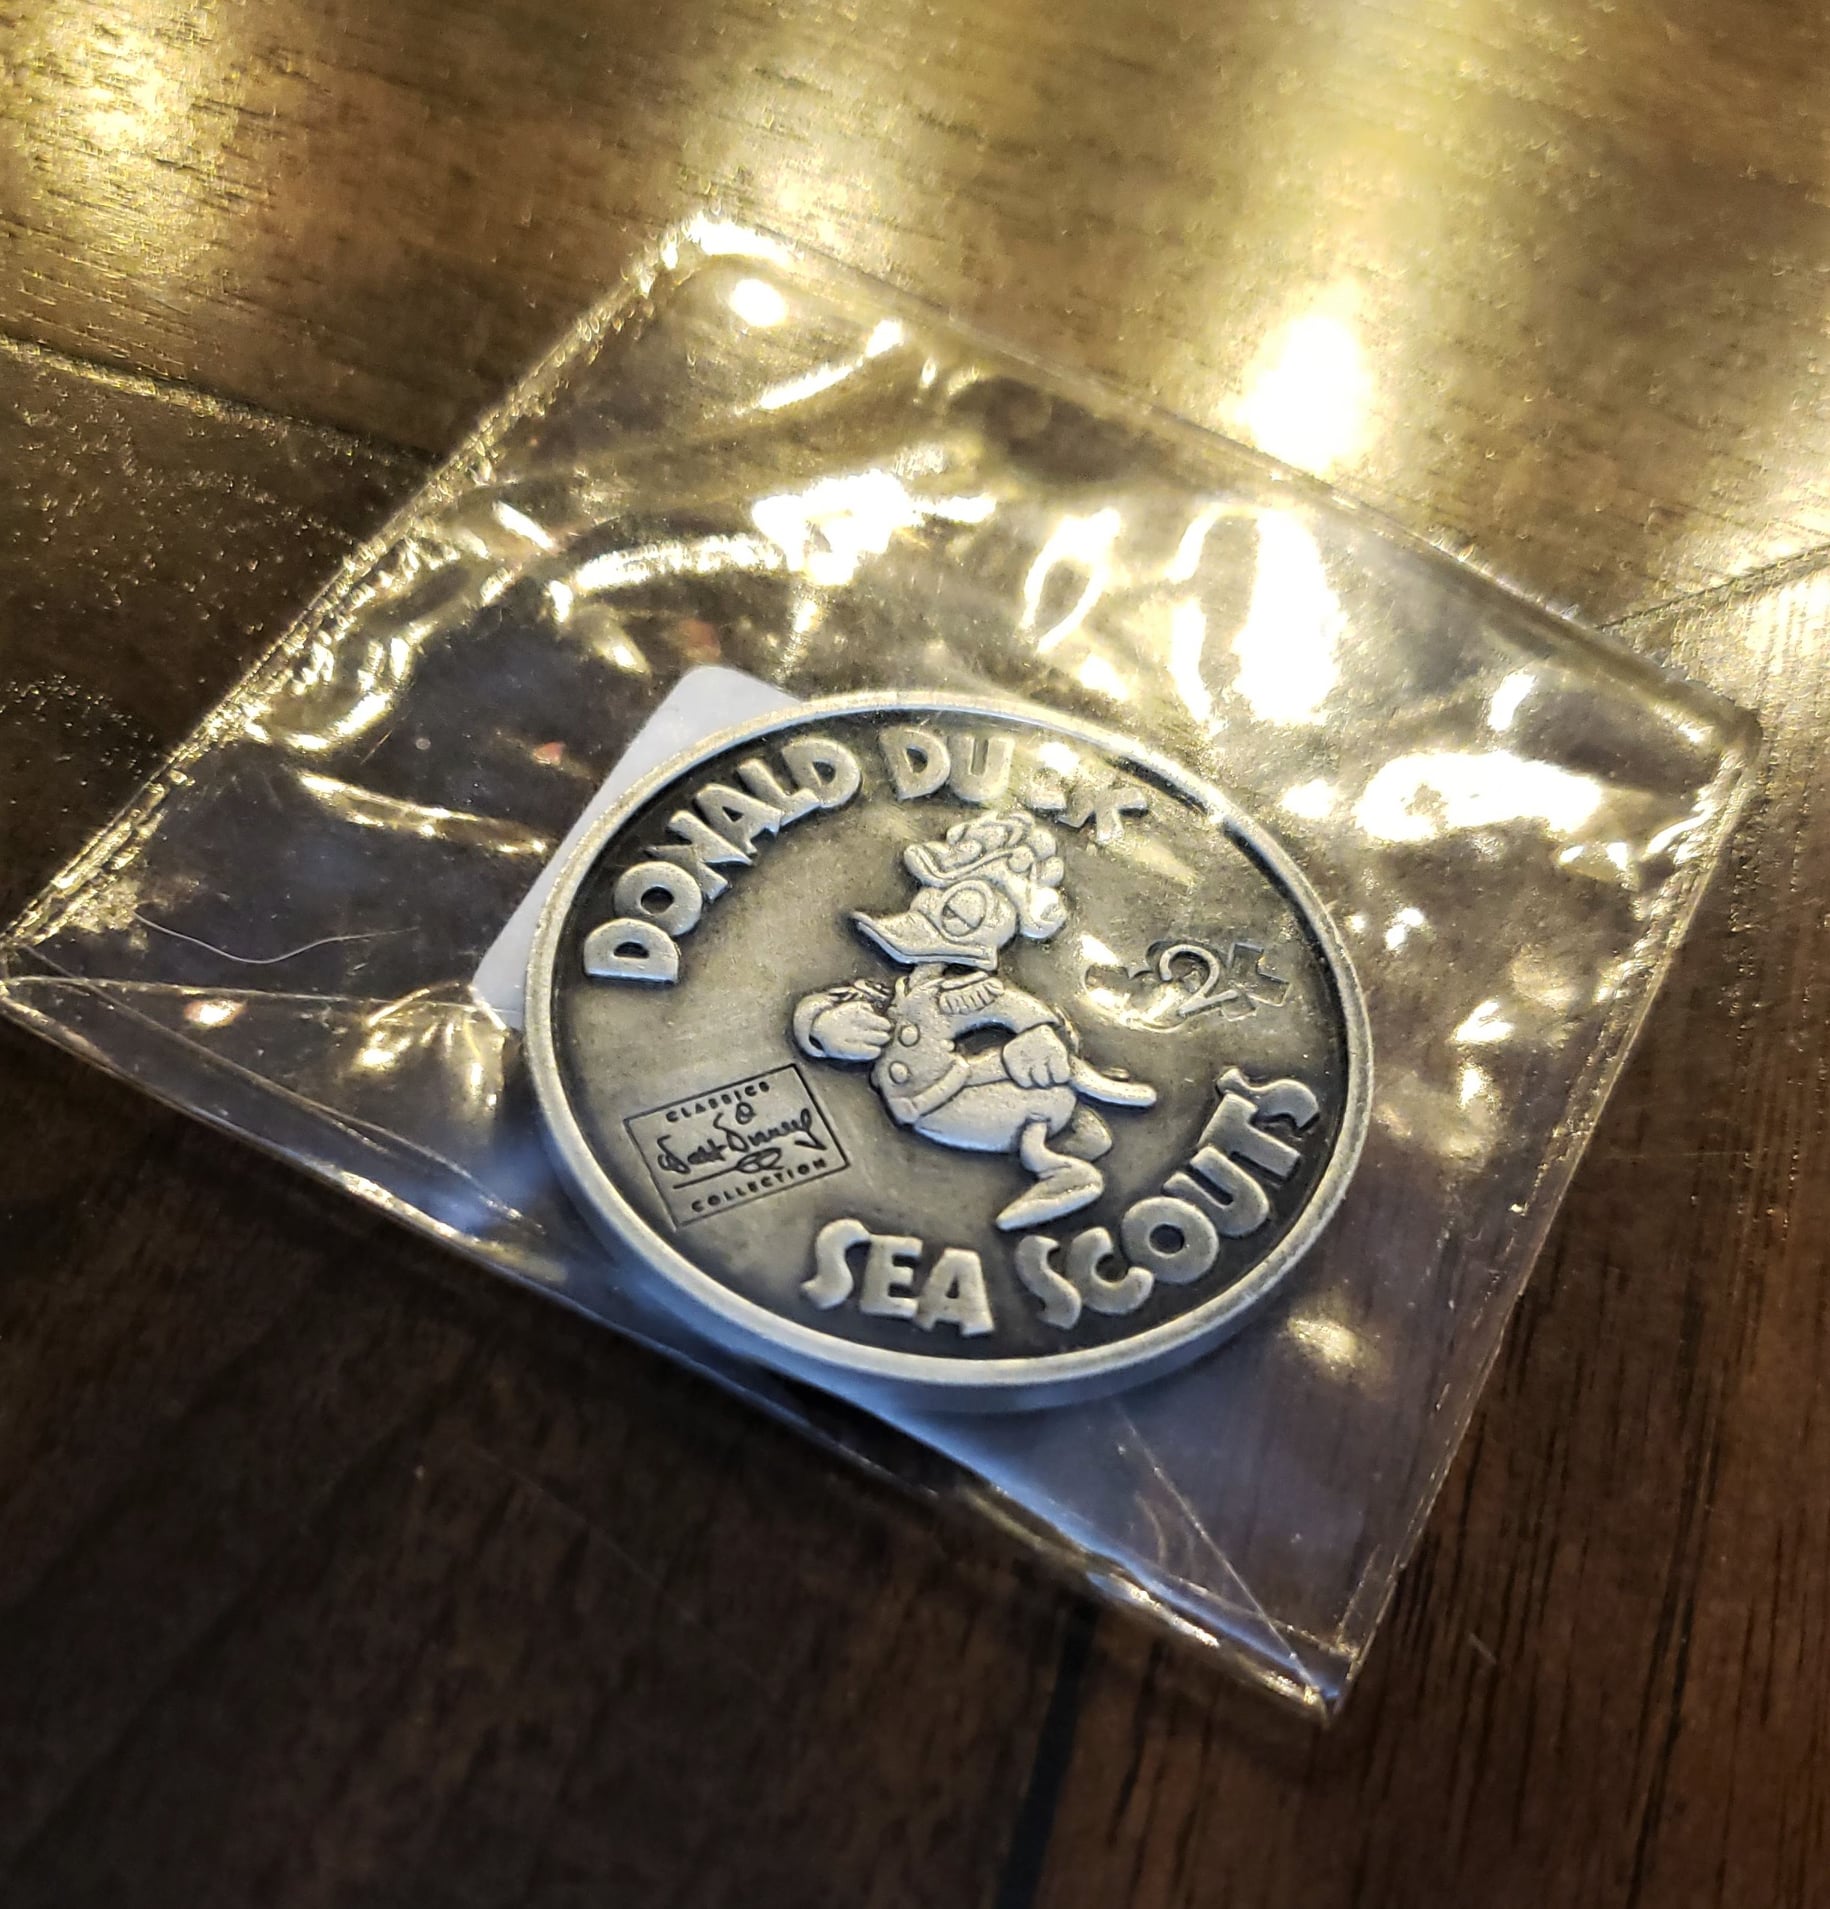 DONALD DUCK
CLASSICS
Walt Disney
COLLECTION
SEA SCOUTS